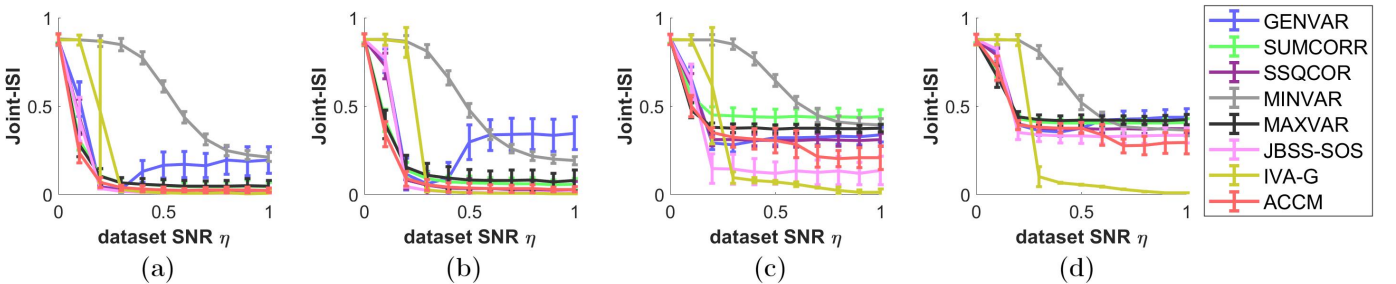 1
0.5
0
Joint-ISI
0 0.5 1
dataset SNR η
(a)
1
0.5
0
Joint-ISI
0 0.5 1
dataset SNR η
(b)
1
0.5
0
Joint-ISI
0 0.5 1
dataset SNR η
(c)
1
0.5
0
Joint-ISI
0 0.5 1
dataset SNR η
(d)
GENVAR
SUMCORR
SSQCOR
MINVAR
MAXVAR
JBSS-SOS
IVA-G
ACCM